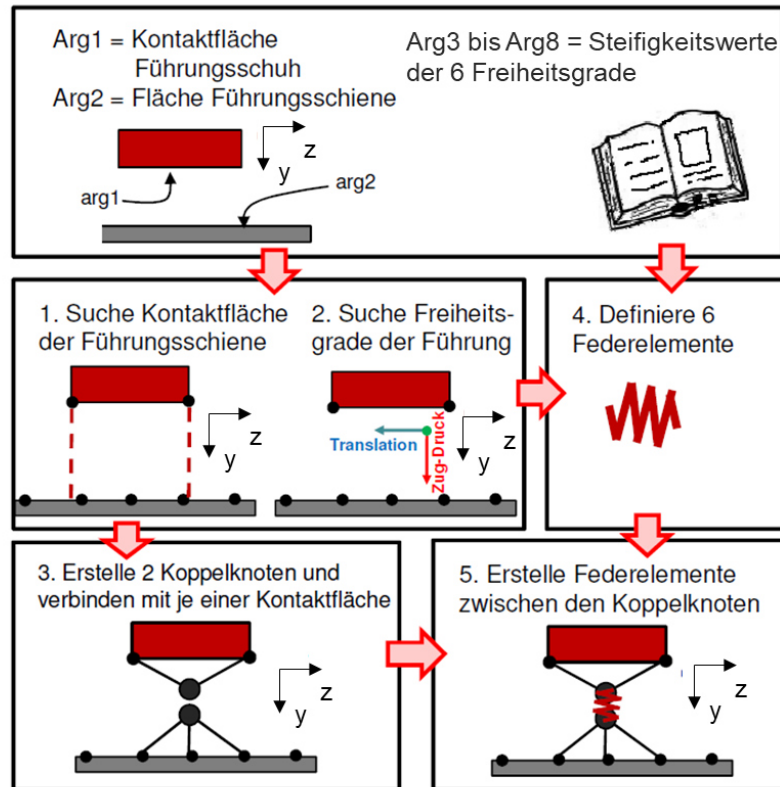 Arg1 = Kontaktfläche
Führungsschuh
Arg2 = Fläche Führungsschiene
Arg3 bis Arg8 = Steifigkeitswerte
der 6 Freiheitsgrade
z
y
arg1
arg2
1. Suche Kontaktfläche
der Führungsschiene
z
y
2. Suche Freiheits-
grade der Führung
Translation
Zug-Druck
z
y
4. Definiere 6
Federelemente
3. Erstelle 2 Koppelknoten und
verbinden mit je einer Kontaktfläche
z
y
5. Erstelle Federelemente
zwischen den Koppelknoten
z
y